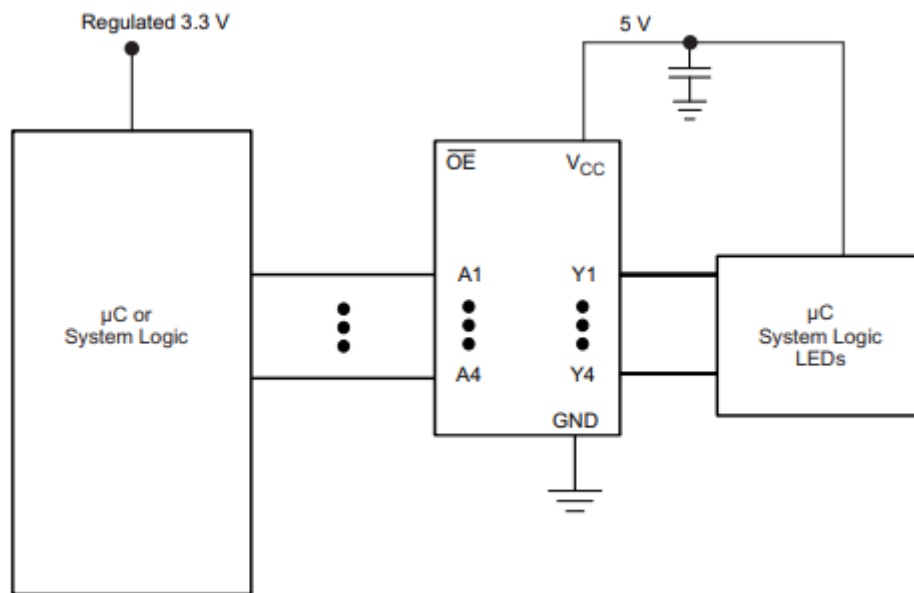 Regulated 3.3 V
5 V
OE
VCC
A1
Y1
µC or
System Logic
µC
System Logic
LEDs
A4
Y4
GND